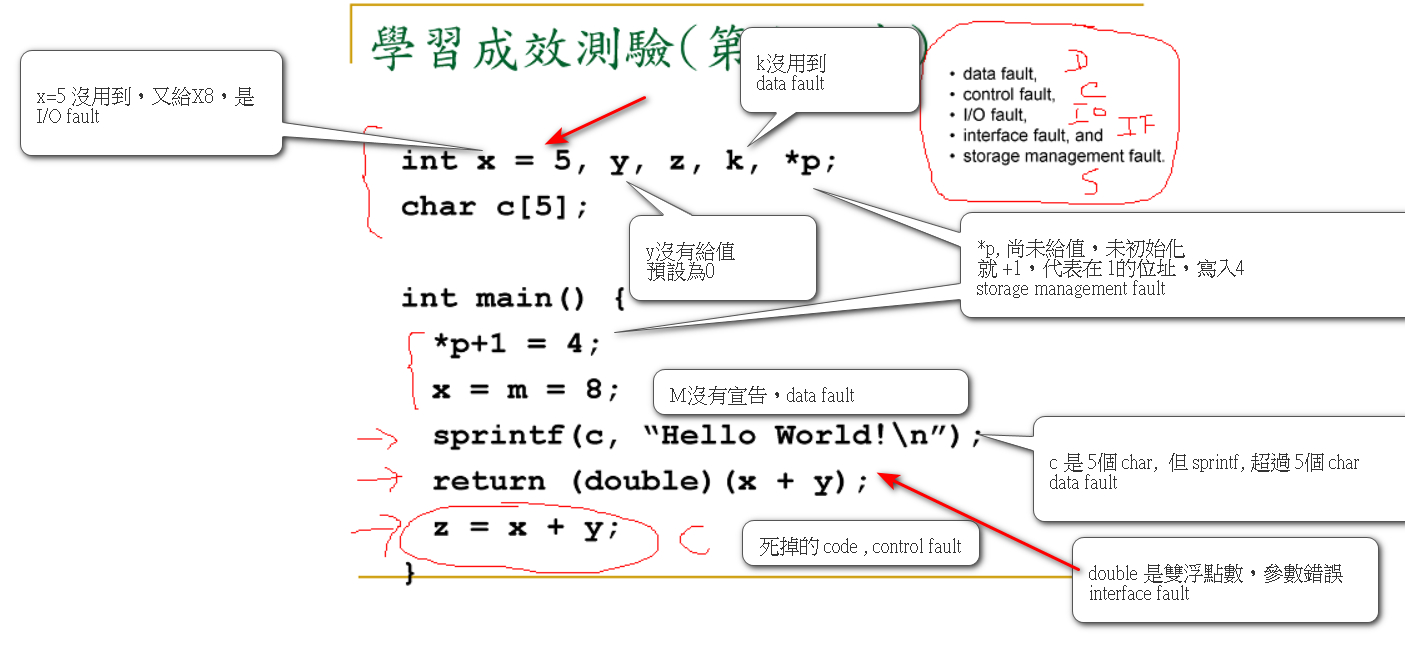 學習成效測驗(第
x=5 沒用到，又給X8，是
I/O fault
k沒用到
data fault
• data fault, D
• control fault, C
• I/O fault, IO
• interface fault, and IF
• storage management fault.
S
int x = 5, y, z, k, *p;
char c[5];
y沒有給值
預設為0
*p, 尚未給值，未初始化
就 +1，代表在 1的位址，寫入4
storage management fault
int main() {
*p+1 = 4;
x = m = 8;
M沒有宣告，data fault
sprintf(c, “Hello World!\n”);
c 是 5個 char, 但 sprintf, 超過 5個 char
data fault
return (double)(x + y);
z = x + y;
C
死掉的 code , control fault
}
double 是雙浮點數，參數錯誤
interface fault